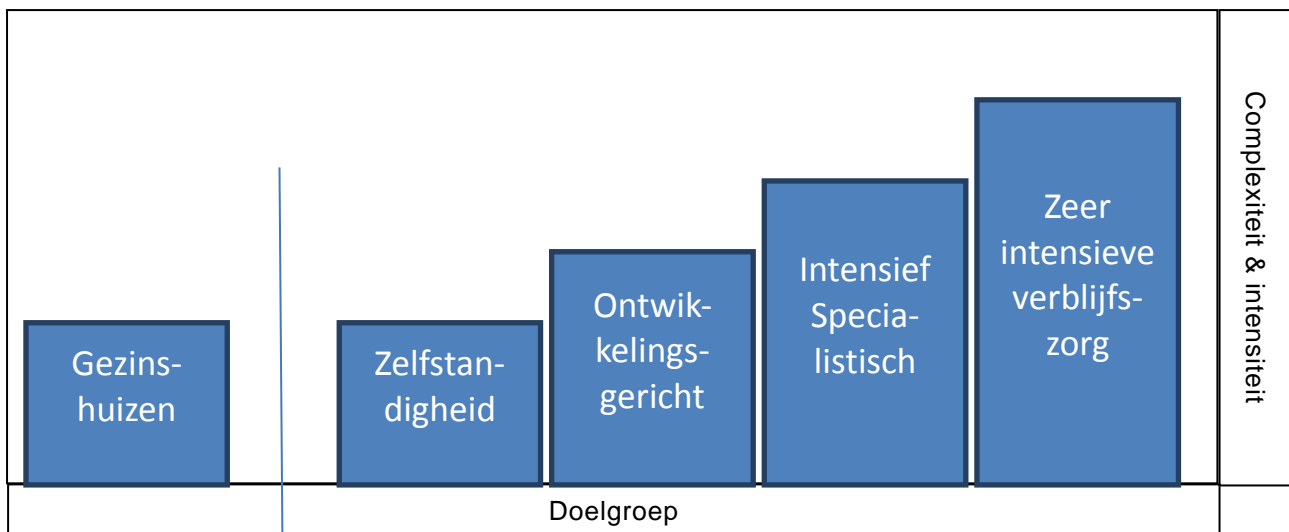 Gezins-
huizen
Zelfstan-
digheid
Ontwik-
kelings-
gericht
Intensief
Specia-
listisch
Zeer
intensieve
verblijfs-
zorg
Complexiteit & intensiteit
Doelgroep